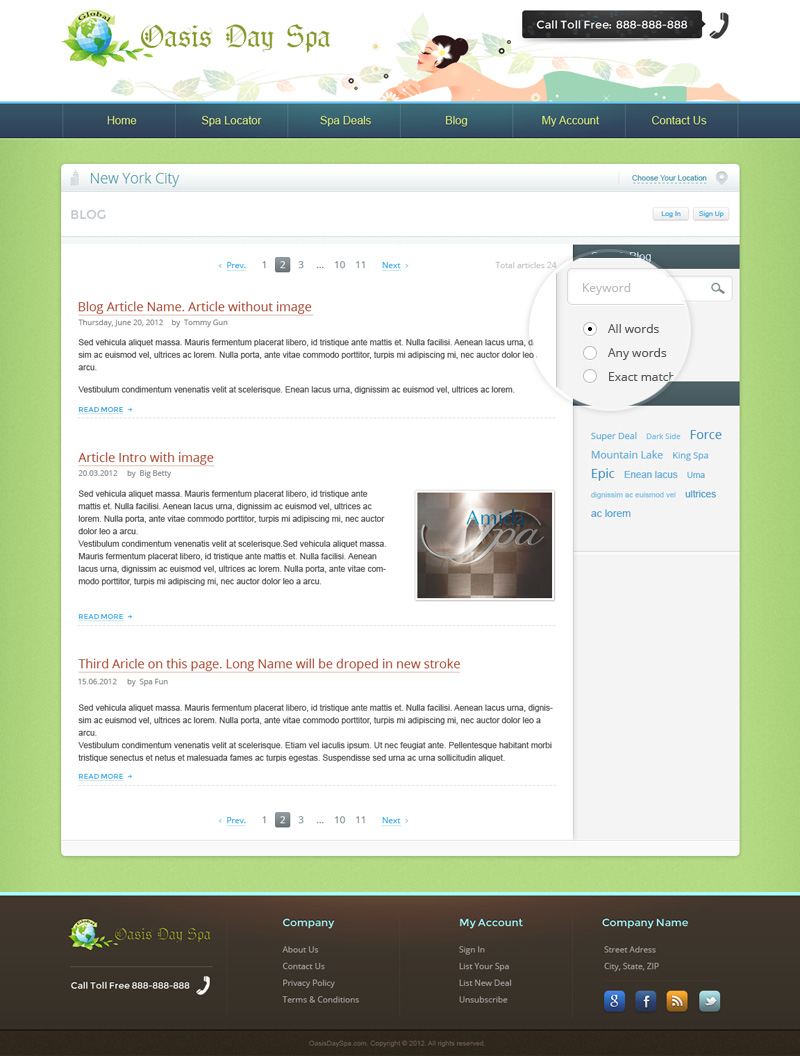 Global
Oasis Day Spa
Call Toll Free: 888-888-888
Home
Spa Locator
Spa Deals
Blog
My Account
Contact Us
New York City
Choose Your Location
BLOG
Log In
Sign Up
‹ Prev. 1 2 3 ... 10 11 Next ›
Total articles 24
Blog
Keyword
All words
Any words
Exact match
Blog Article Name. Article without image
Thursday, June 20, 2012 by Tommy Gun
Sed vehicula aliquet massa. Mauris fermentum placerat libero, id tristique ante mattis et. Nulla facilisi. Aenean lacus urna,
sim ac euismod vel, ultrices ac lorem. Nulla porta, ante vitae commodo porttitor, turpis mi adipiscing mi, nec auctor dolor leo
arcu.
Vestibulum condimentum venenatis velit at scelerisque. Enean lacus urna, dignissim ac euismod vel, ultrices ac lorem.
READ MORE →
Super Deal Dark Side Force
Mountain Lake King Spa
Epic Enean lacus Uma
dignissim ac euismod vel ultrices
ac lorem
Article Intro with image
20.03.2012 by Big Betty
Sed vehicula aliquet massa. Mauris fermentum placerat libero, id tristique ante
mattis et. Nulla facilisi. Aenean lacus urna, dignissim ac euismod vel, ultrices ac
lorem. Nulla porta, ante vitae commodo porttitor, turpis mi adipiscing mi, nec auctor
dolor leo a arcu.
Vestibulum condimentum venenatis velit at scelerisque.Sed vehicula aliquet massa.
Mauris fermentum placerat libero, id tristique ante mattis et. Nulla facilisi. Aenean
lacus urna, dignissim ac euismod vel, ultrices ac lorem. Nulla porta, ante vitae com-
modo porttitor, turpis mi adipiscing mi, nec auctor dolor leo a arcu.
Amida
Spa
READ MORE →
Third Aricle on this page. Long Name will be droped in new stroke
15.06.2012 by Spa Fun
Sed vehicula aliquet massa. Mauris fermentum placerat libero, id tristique ante mattis et. Nulla facilisi. Aenean lacus urna, dignis-
sim ac euismod vel, ultrices ac lorem. Nulla porta, ante vitae commodo porttitor, turpis mi adipiscing mi, nec auctor dolor leo a
arcu.
Vestibulum condimentum venenatis velit at scelerisque. Etiam vel iaculis ipsum. Ut nec feugiat ante. Pellentesque habitant morbi
tristique senectus et netus et malesuada fames ac turpis egestas. Suspendisse sed urna ac urna sollicitudin aliquet.
READ MORE →
‹ Prev. 1 2 3 ... 10 11 Next ›
Oasis Day Spa
Call Toll Free 888-888-888
Company
About Us
Contact Us
Privacy Policy
Terms & Conditions
My Account
Sign In
List Your Spa
List New Deal
Unsubscribe
Company Name
Street Adress
City, State, ZIP
OasisDaySpa.com. Copyright © 2012. All rights reserved.